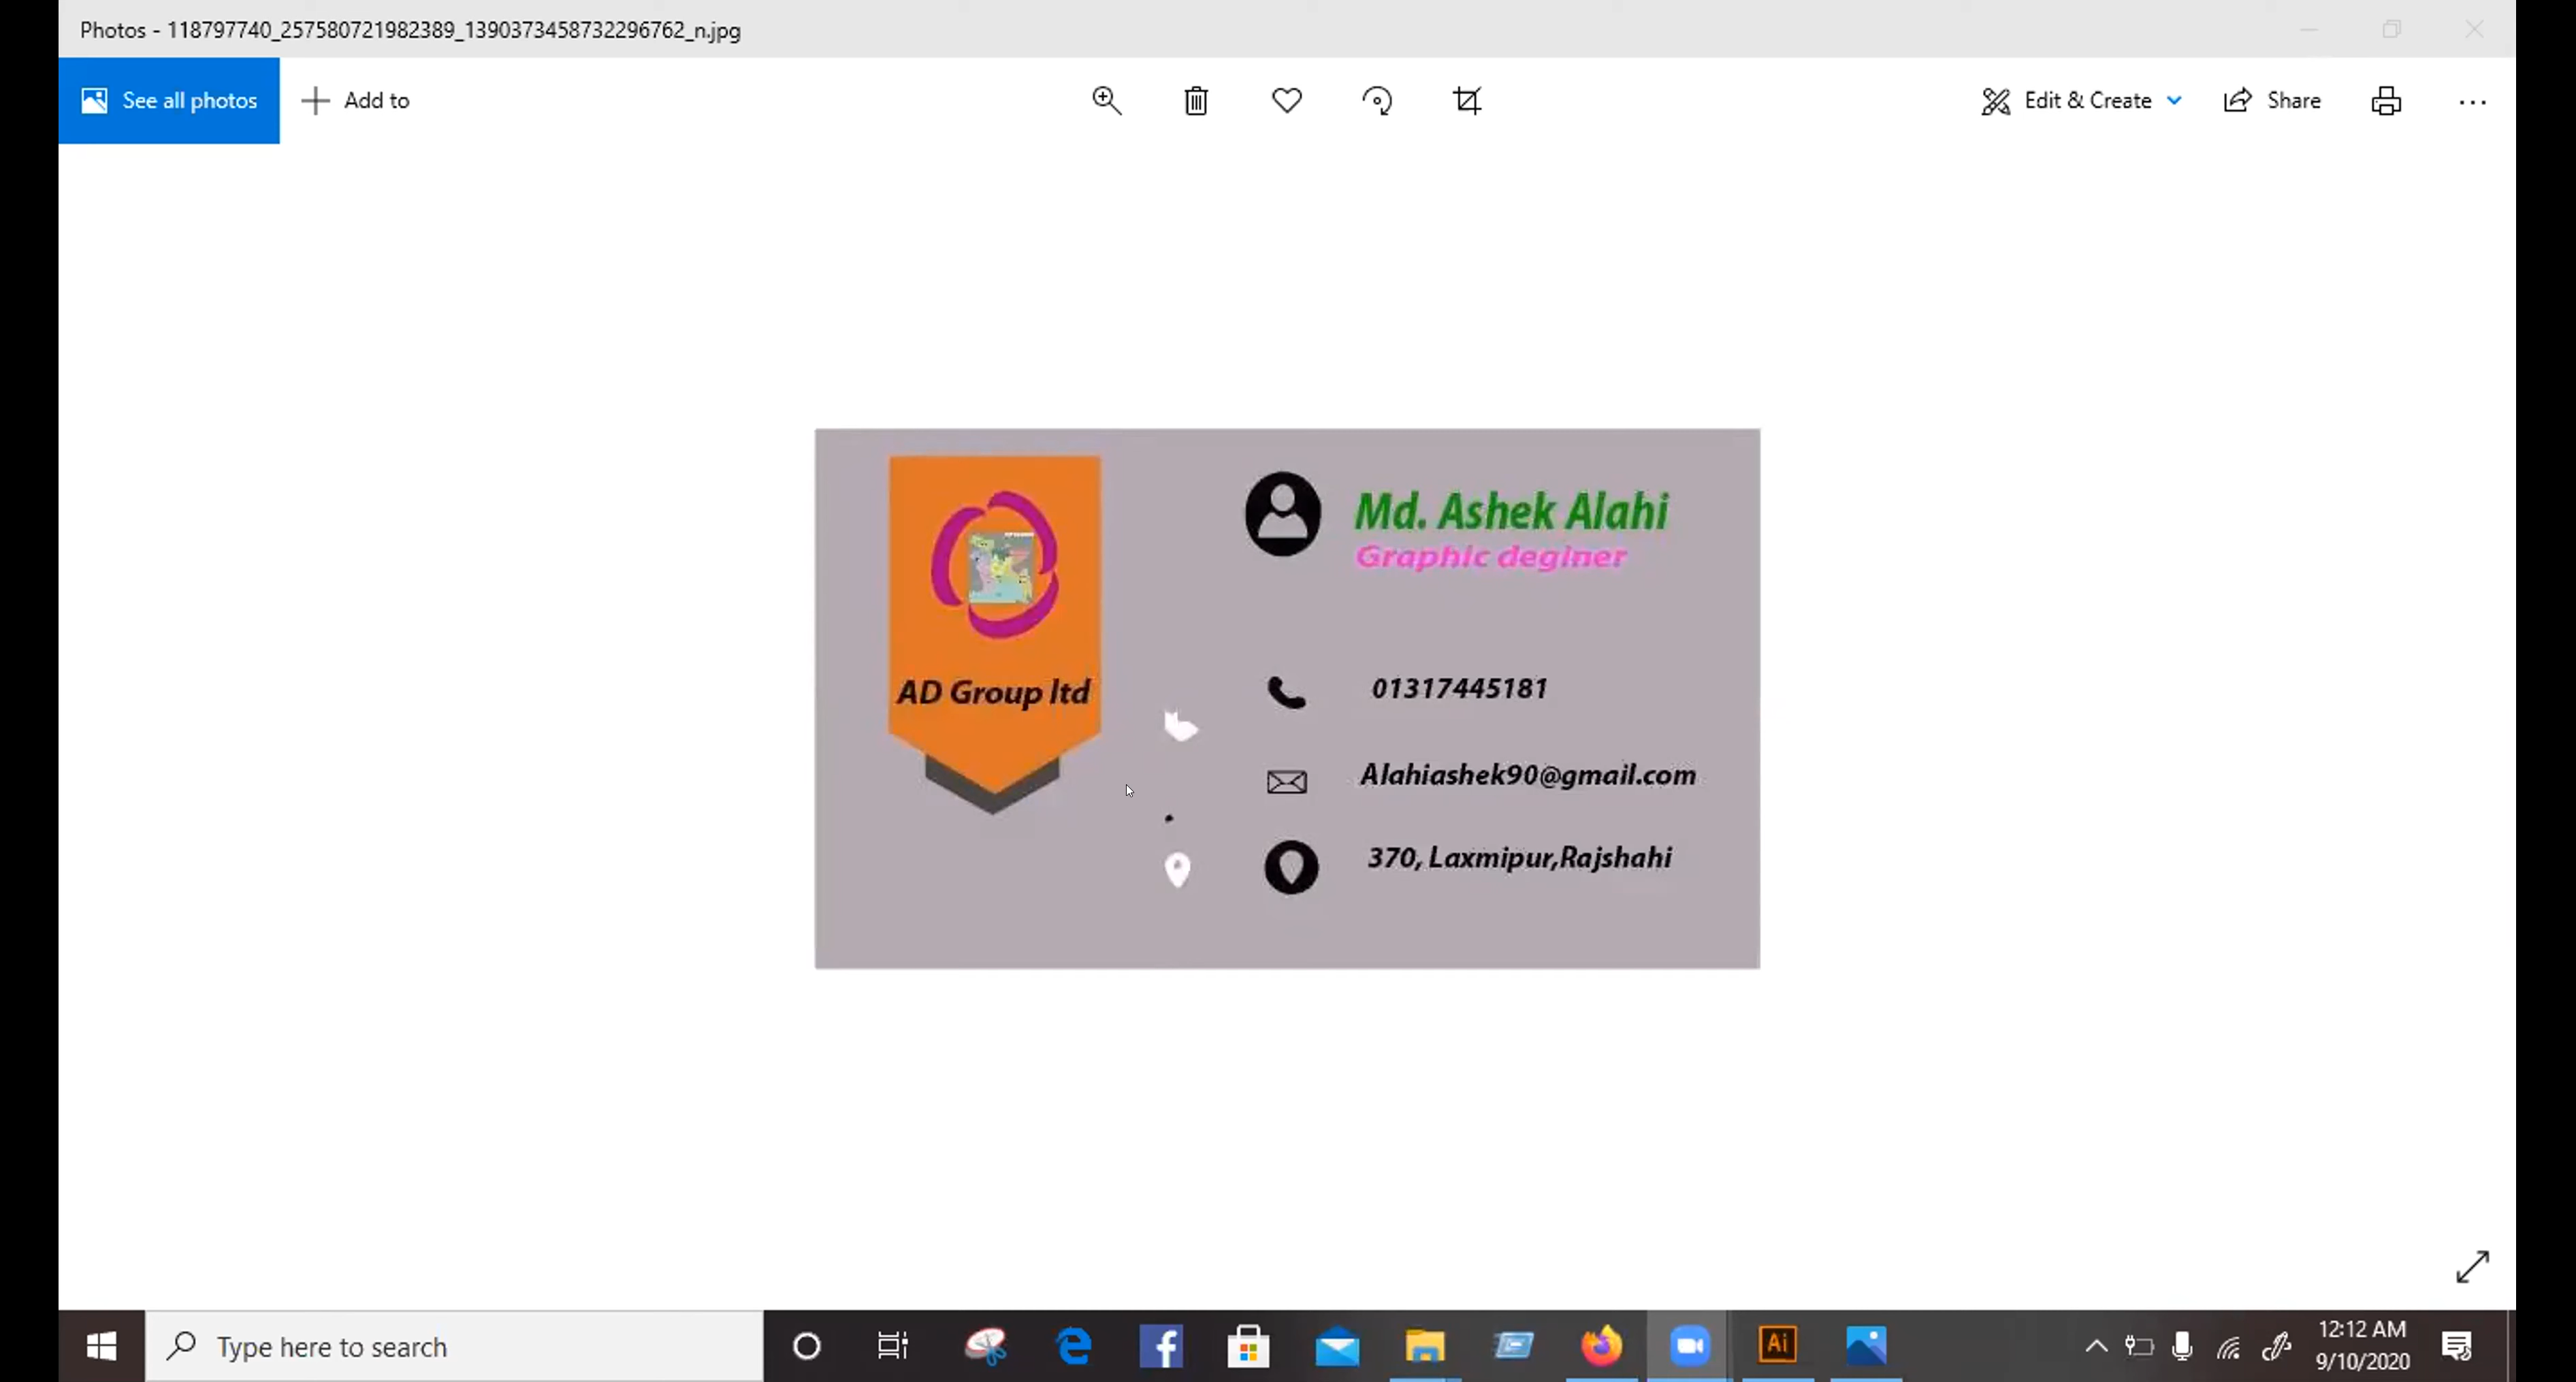 Photos - 118797740_257580721982389_1390373458732296762_n.jpg
See all photos
Add to
Edit & Create
Share
Md. Ashek Alahi
Graphic deginer
AD Group ltd
01317445181
Alahiashek90@gmail.com
370, Laxmipur,Rajshahi
Type here to search
Ai
12:12 AM
9/10/2020